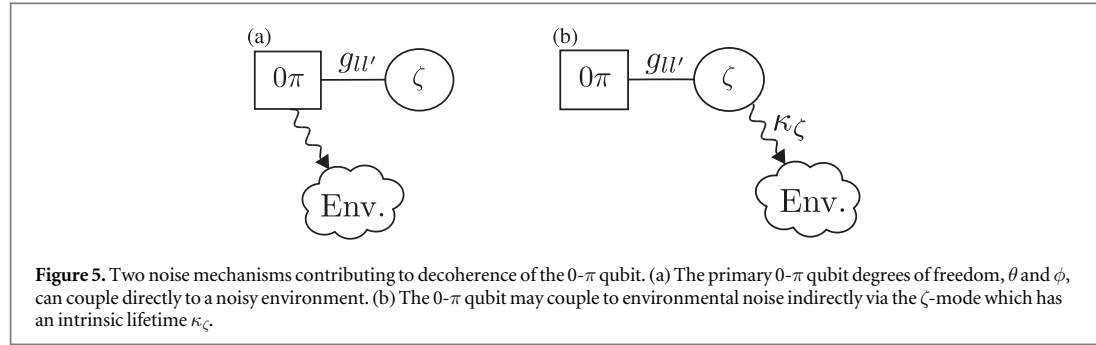 (a)
(b)
0π
g_{ll'}
ζ
0π
g_{ll'}
ζ
κ_ζ
Env.
Env.
Figure 5. Two noise mechanisms contributing to decoherence of the 0-π qubit. (a) The primary 0-π qubit degrees of freedom, θ and ϕ,
can couple directly to a noisy environment. (b) The 0-π qubit may couple to environmental noise indirectly via the ζ-mode which has
an intrinsic lifetime κ_ζ.